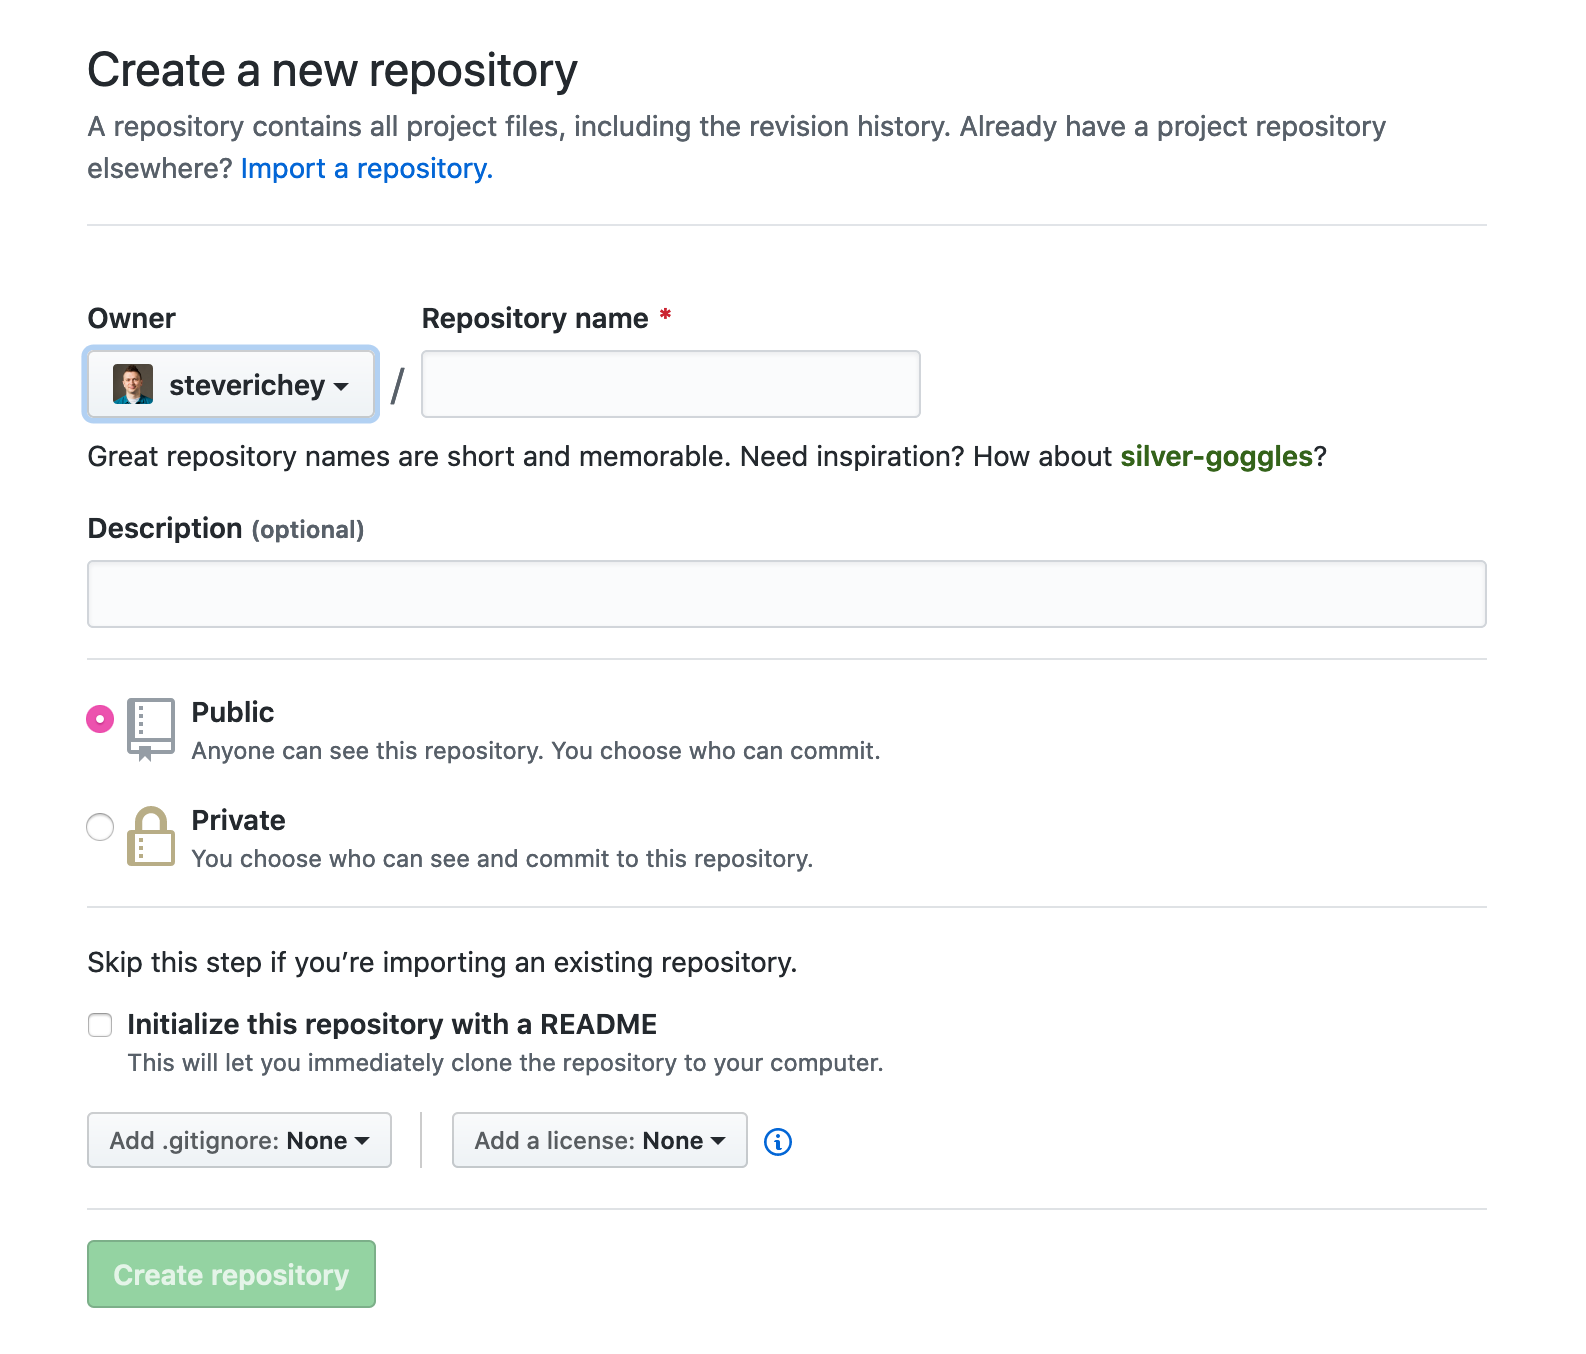 Create a new repository
A repository contains all project files, including the revision history. Already have a project repository
elsewhere? Import a repository.
Owner
Repository name *
steverichey
/
Great repository names are short and memorable. Need inspiration? How about silver-goggles?
Description (optional)
Public
Anyone can see this repository. You choose who can commit.
Private
You choose who can see and commit to this repository.
Skip this step if you’re importing an existing repository.
Initialize this repository with a README
This will let you immediately clone the repository to your computer.
Add .gitignore: None
Add a license: None
Create repository